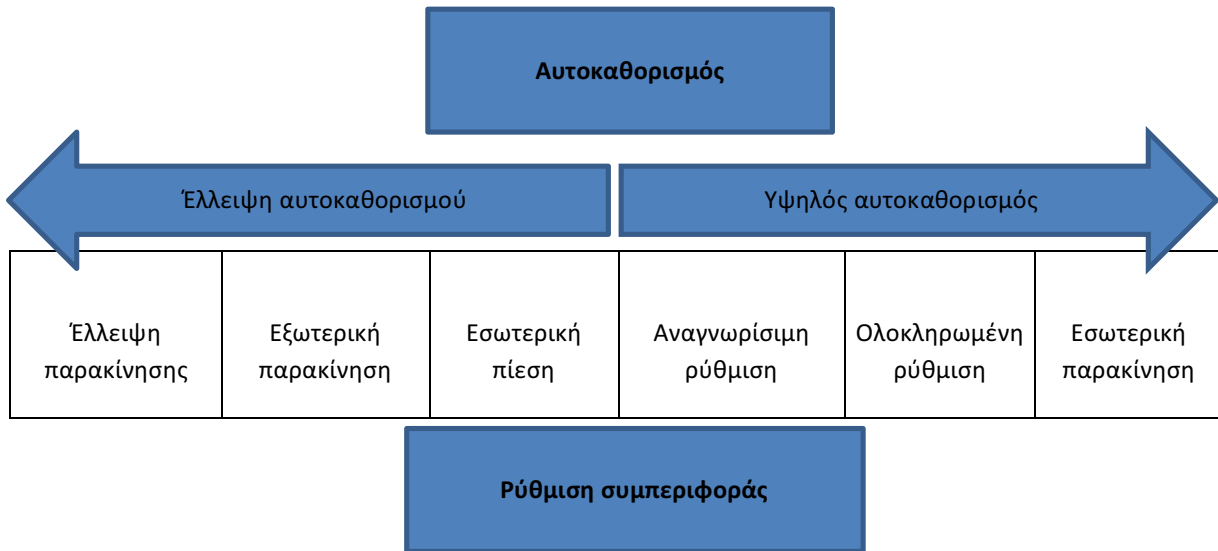 Αυτοκαθορισμός
Έλλειψη αυτοκαθορισμού
Υψηλός αυτοκαθορισμός
Έλλειψη
παρακίνησης
Εξωτερική
παρακίνηση
Εσωτερική
πίεση
Αναγνωρίσιμη
ρύθμιση
Ολοκληρωμένη
ρύθμιση
Εσωτερική
παρακίνηση
Ρύθμιση συμπεριφοράς